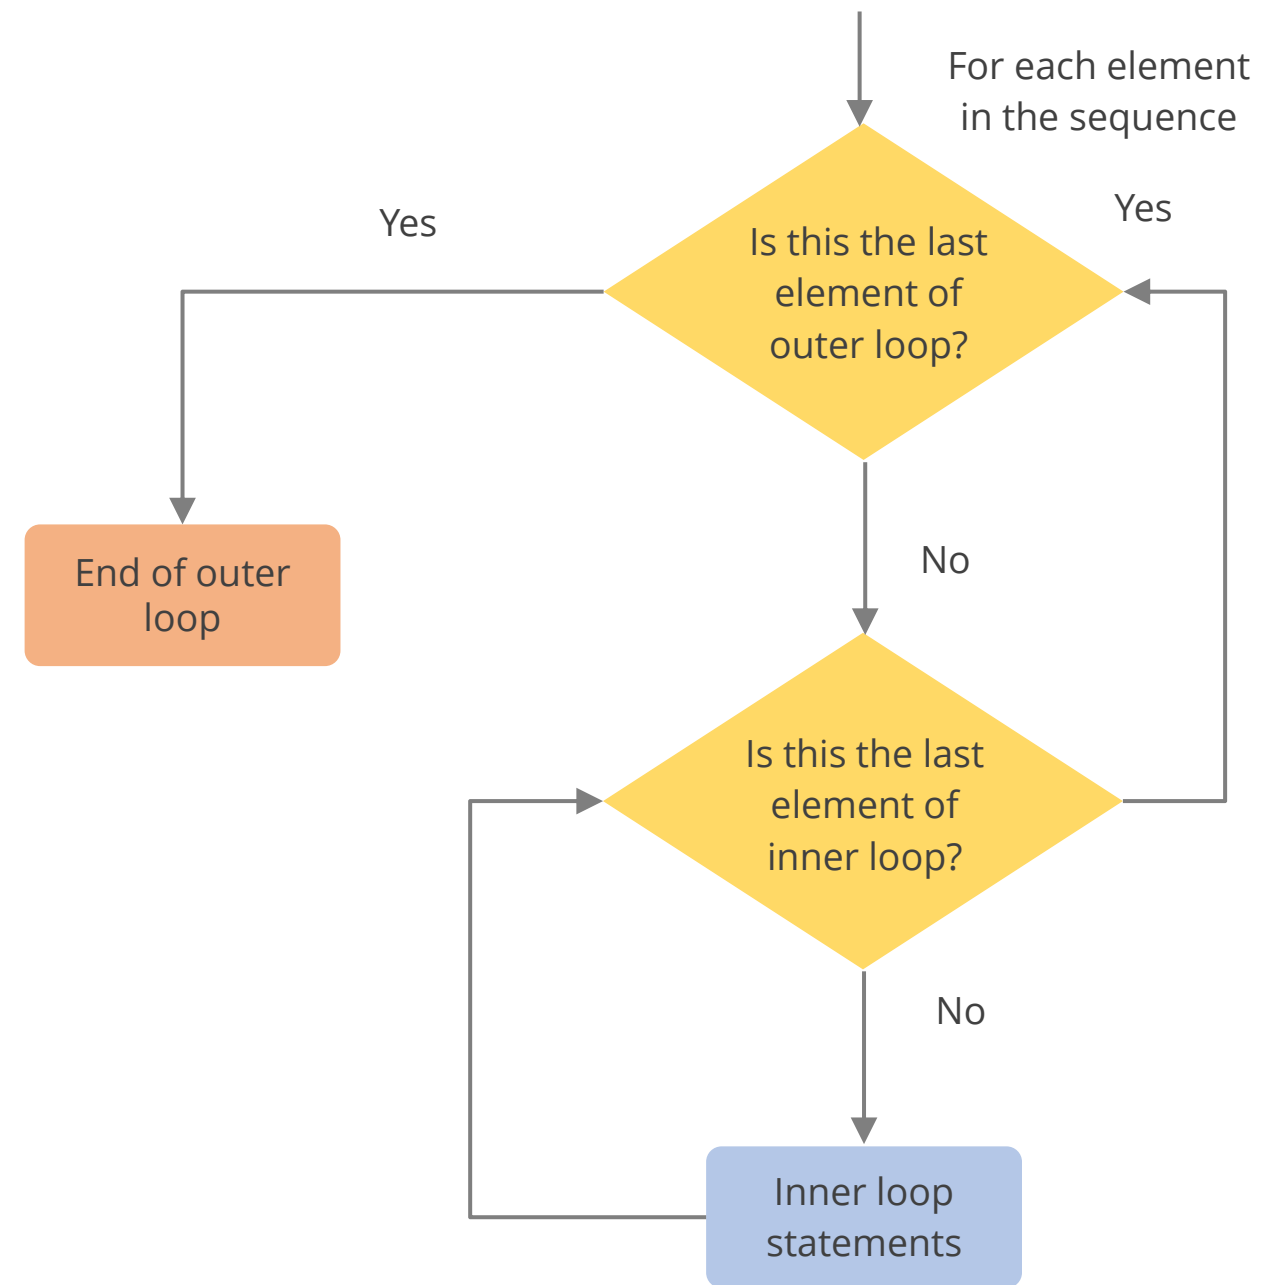 For each element
in the sequence
Yes
Yes
Is this the last
element of
outer loop?
End of outer
loop
No
Is this the last
element of
inner loop?
No
Inner loop
statements